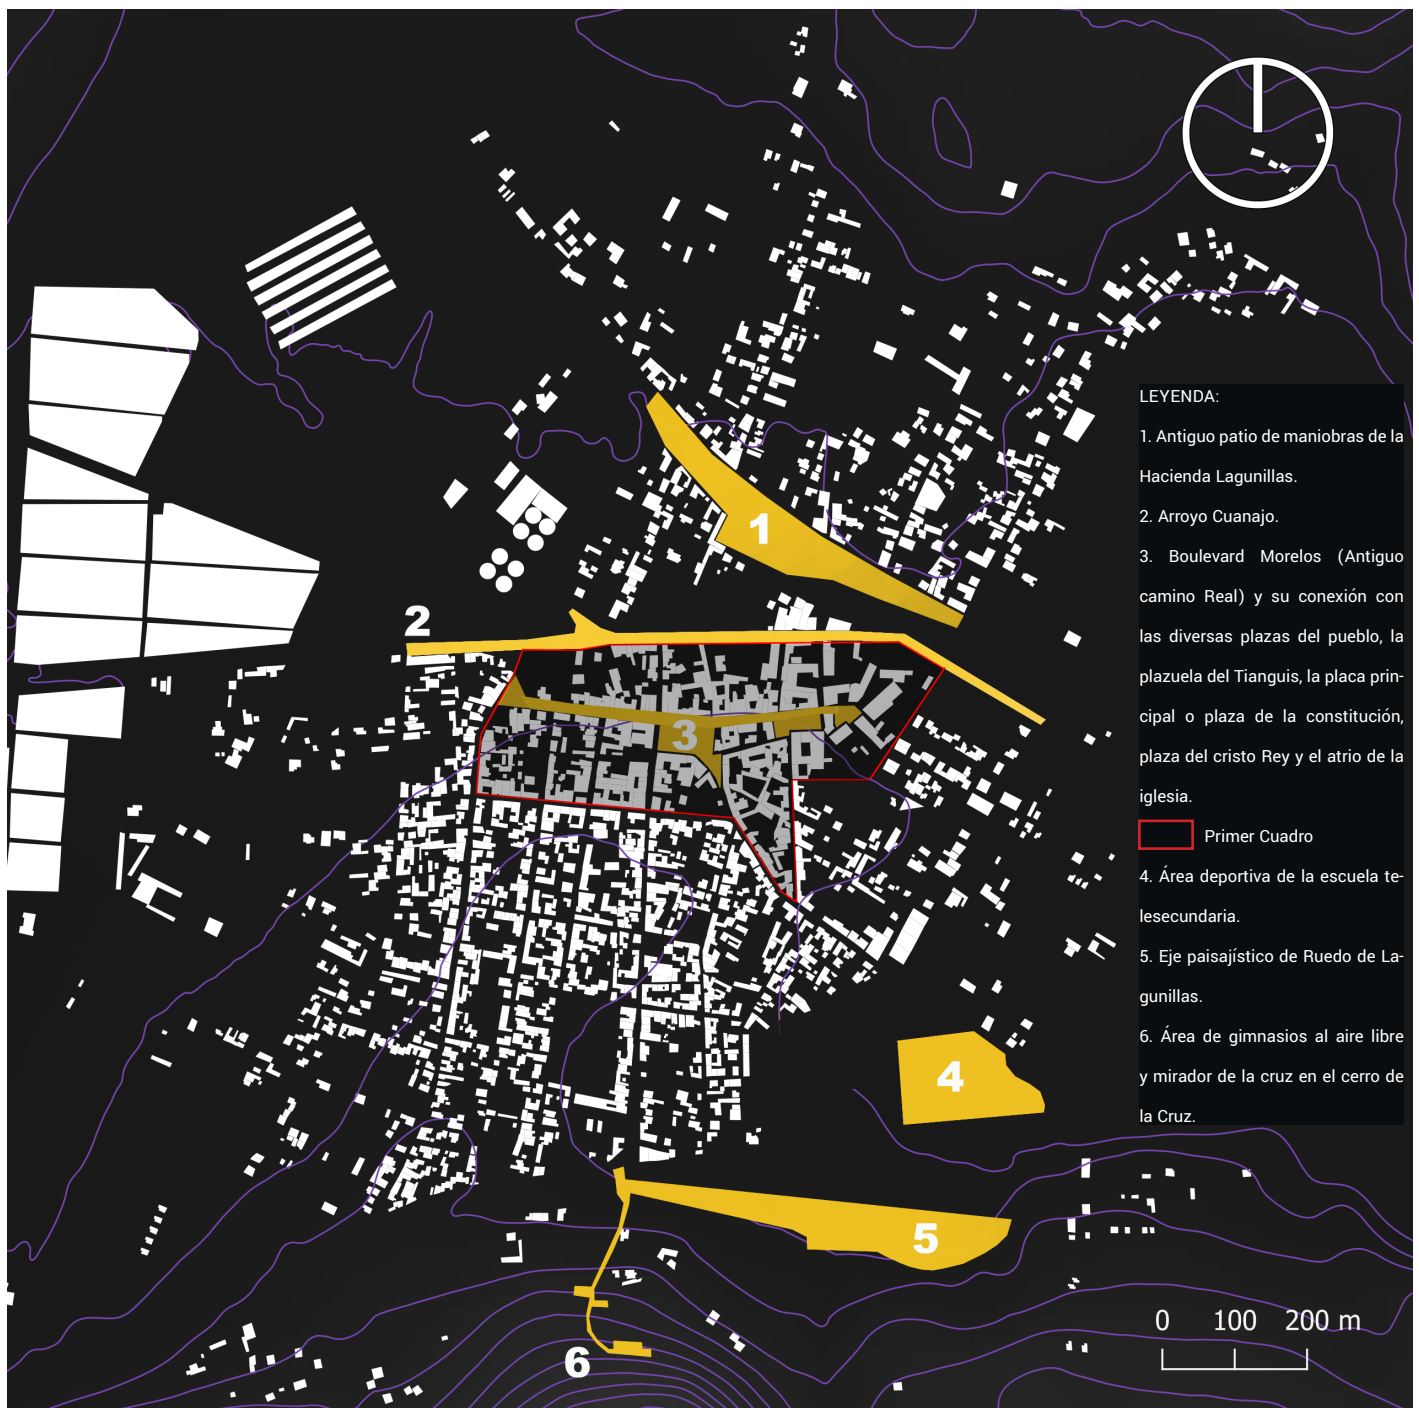 LEYENDA:
1. Antiguo patio de maniobras de la
Hacienda Lagunillas.
2. Arroyo Cuanajo.
3. Boulevard Morelos (Antiguo
camino Real) y su conexión con
las diversas plazas del pueblo, la
plazuela del Tianguis, la placa prin-
cipal o plaza de la constitución,
plaza del cristo Rey y el atrio de la
iglesia.
Primer Cuadro
4. Área deportiva de la escuela te-
lesecundaria.
5. Eje paisajístico de Ruedo de La-
gunillas.
6. Área de gimnasios al aire libre
y mirador de la cruz en el cerro de
la Cruz.
1
2
3
4
5
6
0 100 200 m